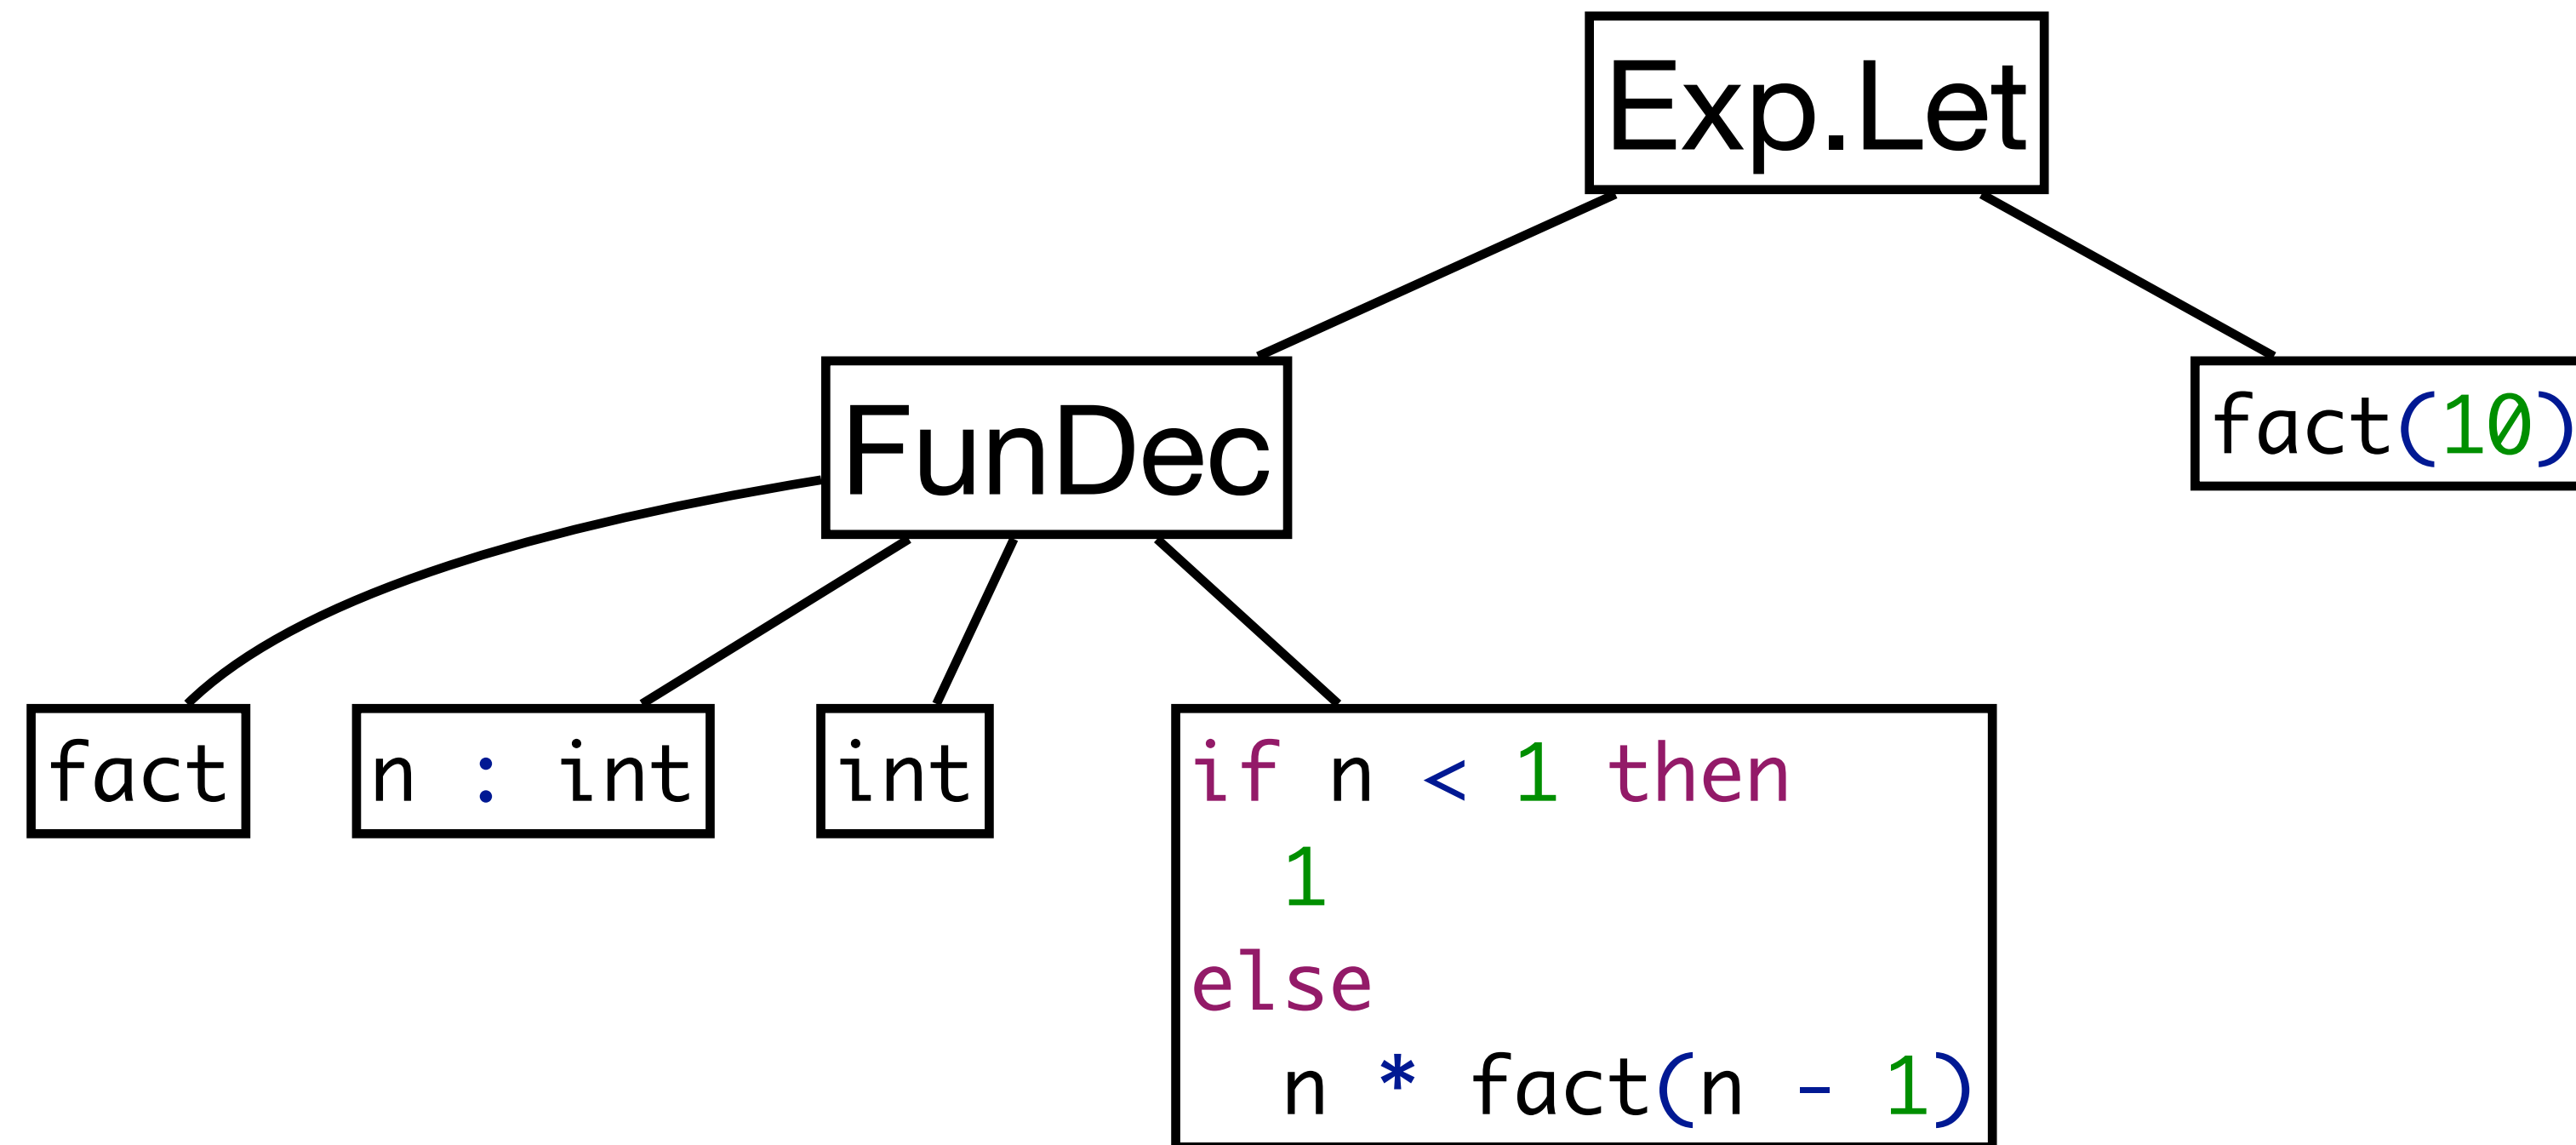 Exp.Let
FunDec
fact(10)
fact
n : int
int
if n < 1 then
  1
else
  n * fact(n - 1)